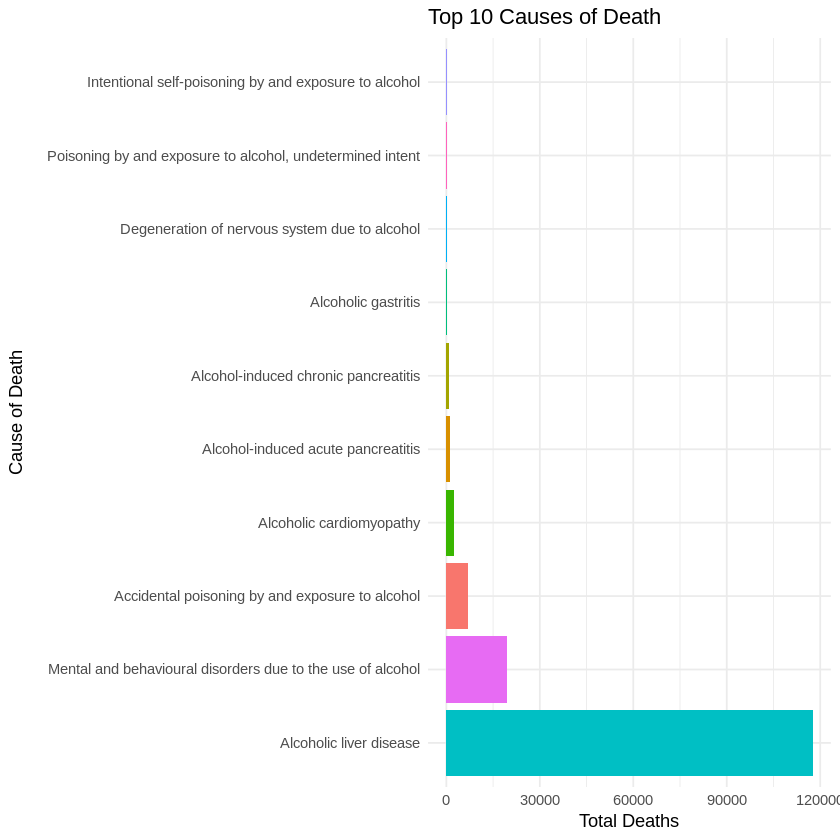 Top 10 Causes of Death
Cause of Death
Intentional self-poisoning by and exposure to alcohol
Poisoning by and exposure to alcohol, undetermined intent
Degeneration of nervous system due to alcohol
Alcoholic gastritis
Alcohol-induced chronic pancreatitis
Alcohol-induced acute pancreatitis
Alcoholic cardiomyopathy
Accidental poisoning by and exposure to alcohol
Mental and behavioural disorders due to the use of alcohol
Alcoholic liver disease
0 30000 60000 90000 120000
Total Deaths